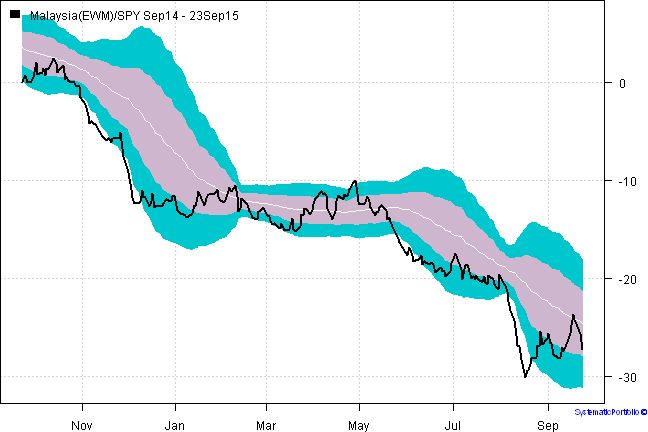 Malaysia(EWM)/SPY Sep14 - 23Sep15
0
-10
-20
-30
Nov Jan Mar May Jul Sep
SystematicPortfolio ©